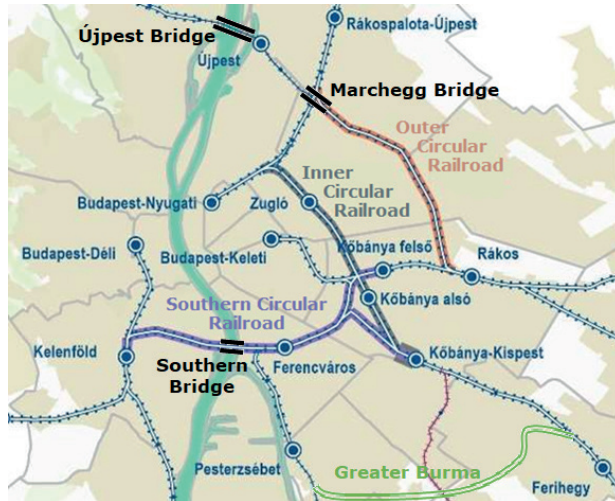 Rákospalota-Újpest
Újpest Bridge
Újpest
Marchegg Bridge
Outer
Circular
Railroad
Inner
Circular
Railroad
Budapest-Nyugati
Zugló
Budapest-Déli
Budapest-Keleti
Kőbánya felső
Rákos
Kőbánya alsó
Southern Circular
Railroad
Kelenföld
Southern
Bridge
Ferencváros
Kőbánya-Kispest
Pesterzsébet
Greater Burma
Ferihegy